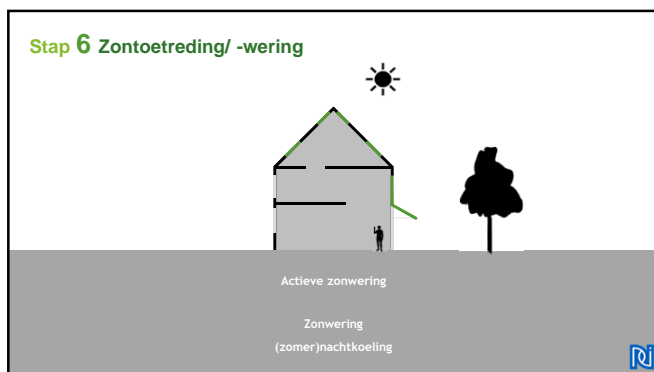 Stap 6 Zontoetreding/ -wering
Actieve zonwering
Zonwering
(zomer)nachtkoeling